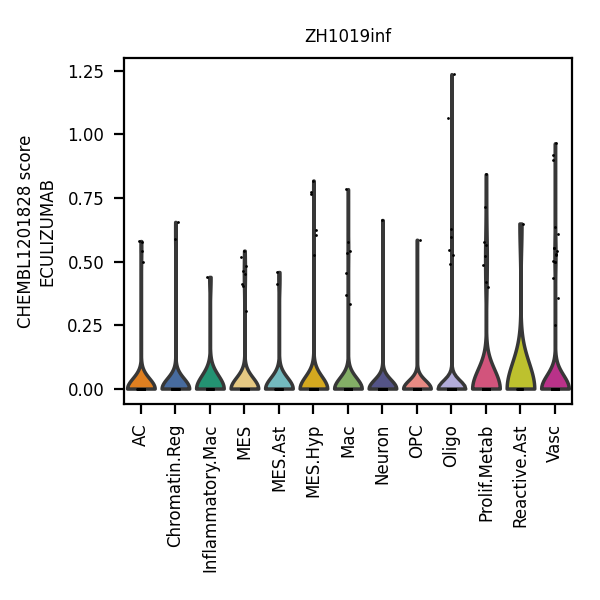 ZH1019inf
CHEMBL1201828 score
ECULIZUMAB
1.25
1.00
0.75
0.50
0.25
0.00
AC
Chromatin.Reg
Inflammatory.Mac
MES
MES.Ast
MES.Hyp
Mac
Neuron
OPC
Oligo
Prolif.Metab
Reactive.Ast
Vasc